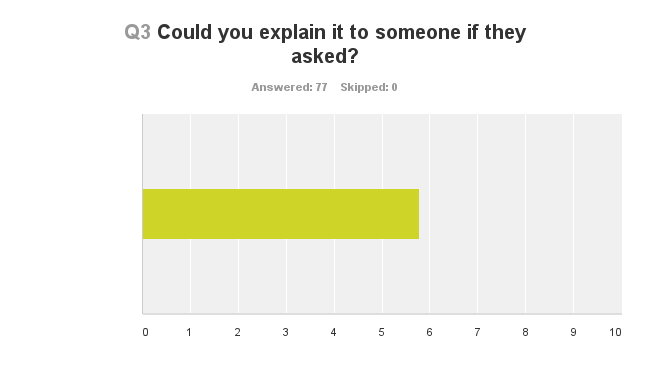 Q3 Could you explain it to someone if they
asked?
Answered: 77 Skipped: 0
0 1 2 3 4 5 6 7 8 9 10